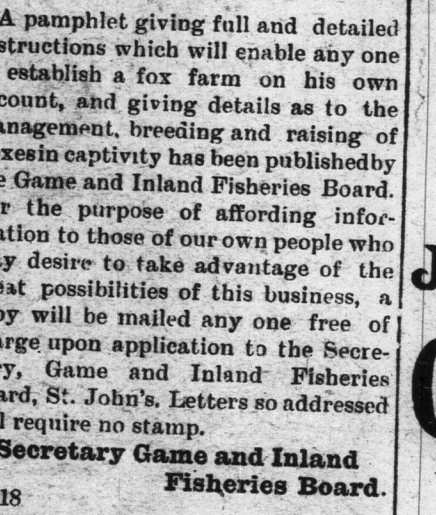 A pamphlet giving full and detailed
structions which will enable any one
establish a fox farm on his own
count, and giving details as to the
anagement, breeding and raising of
xesin captivity has been publishedby
e Game and Inland Fisheries Board.
r the purpose of affording infor-
ation to those of our own people who
y desire to take advantage of the
eat possibilities of this business, a
py will be mailed any one free of
arge upon application to the Secre-
ry, Game and Inland Fisheries
ard, St. John's. Letters so addressed
l require no stamp.
Secretary Game and Inland
Fisheries Board.
18
J